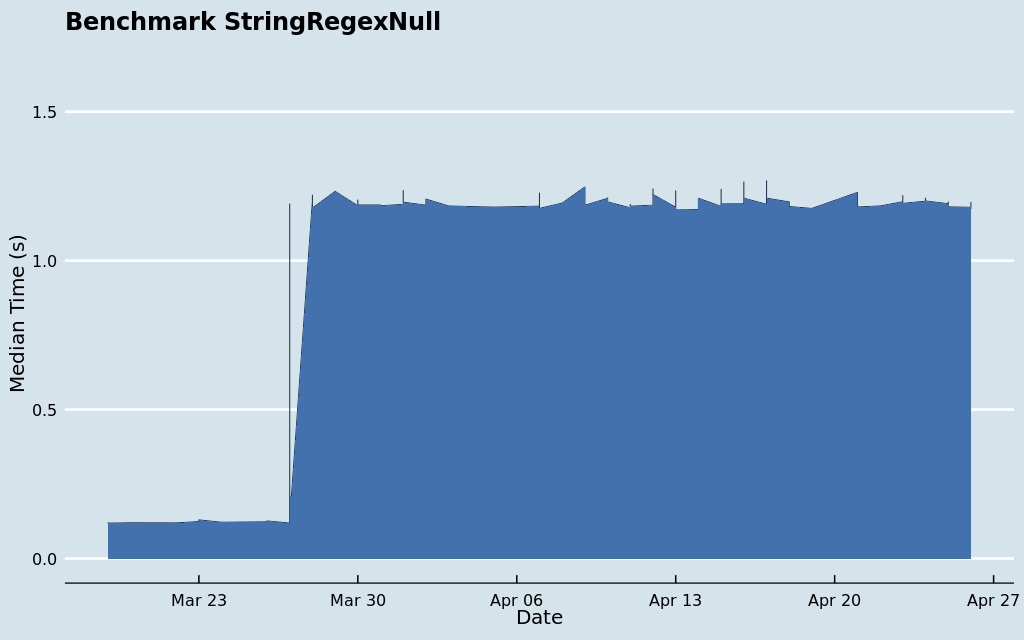 Benchmark StringRegexNull
Median Time (s)
1.5
1.0
0.5
0.0
Mar 23
Mar 30
Apr 06
Apr 13
Apr 20
Apr 27
Date